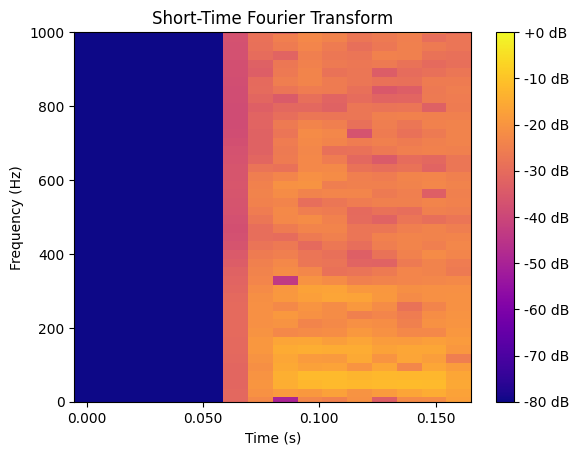 Short-Time Fourier Transform
Frequency (Hz)
1000
800
600
400
200
0
0.000
0.050
0.100
0.150
Time (s)
+0 dB
-10 dB
-20 dB
-30 dB
-40 dB
-50 dB
-60 dB
-70 dB
-80 dB